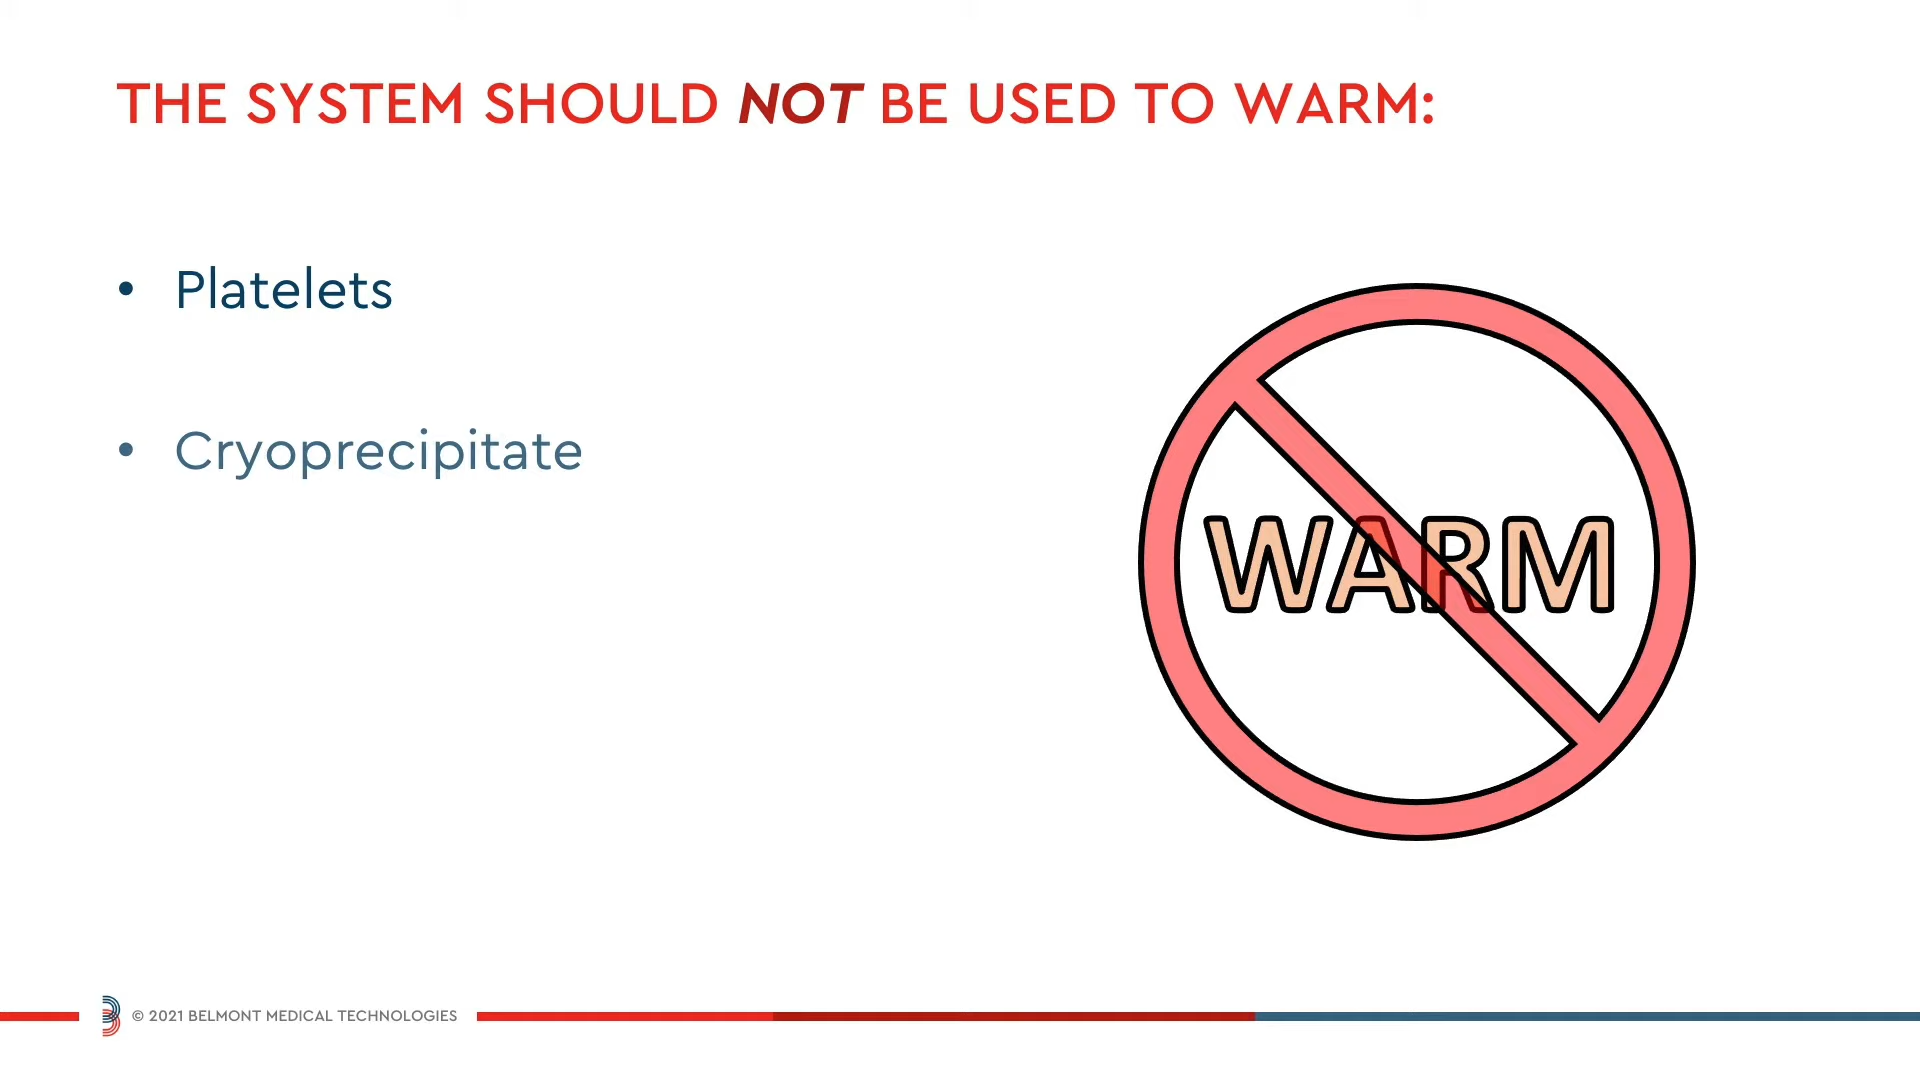 THE SYSTEM SHOULD NOT BE USED TO WARM:
• Platelets
• Cryoprecipitate
WARM
© 2021 BELMONT MEDICAL TECHNOLOGIES